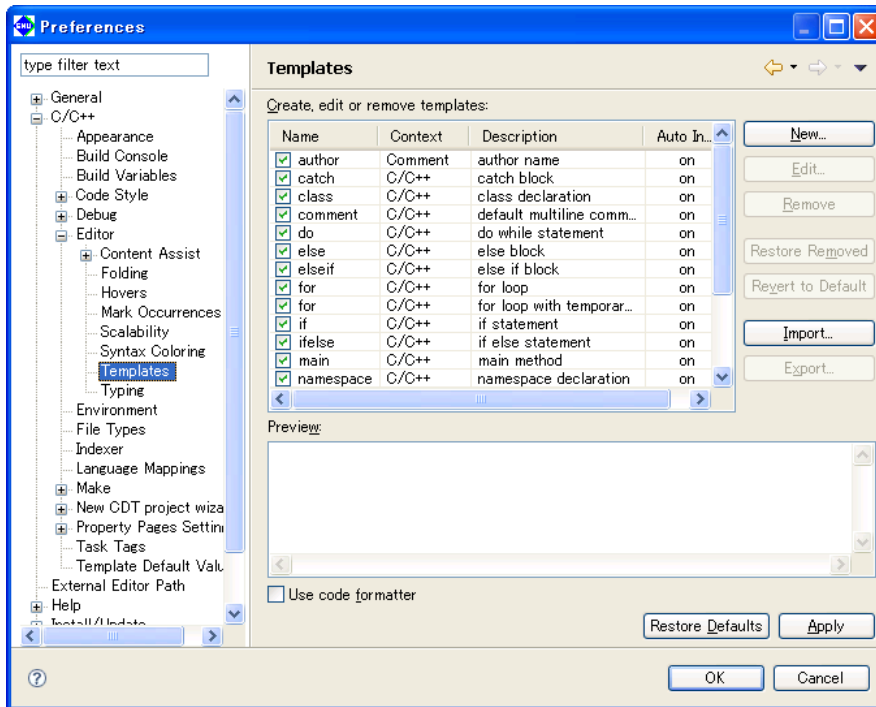 GNU Preferences
type filter text
General
C/C++
Appearance
Build Console
Build Variables
Code Style
Debug
Editor
Content Assist
Folding
Hovers
Mark Occurrences
Scalability
Syntax Coloring
Templates
Typing
Environment
File Types
Indexer
Language Mappings
Make
New CDT project wiza
Property Pages Settin
Task Tags
Template Default Valu
External Editor Path
Help
Install/Update
Templates
Create, edit or remove templates:
Name Context Description Auto In...
author Comment author name on
catch C/C++ catch block on
class C/C++ class declaration on
comment C/C++ default multiline comm... on
do C/C++ do while statement on
else C/C++ else block on
elseif C/C++ else if block on
for C/C++ for loop on
for C/C++ for loop with temporar... on
if C/C++ if statement on
ifelse C/C++ if else statement on
main C/C++ main method on
namespace C/C++ namespace declaration on
New...
Edit...
Remove
Restore Removed
Revert to Default
Import...
Export...
Preview:
Use code formatter
Restore Defaults Apply
? OK Cancel